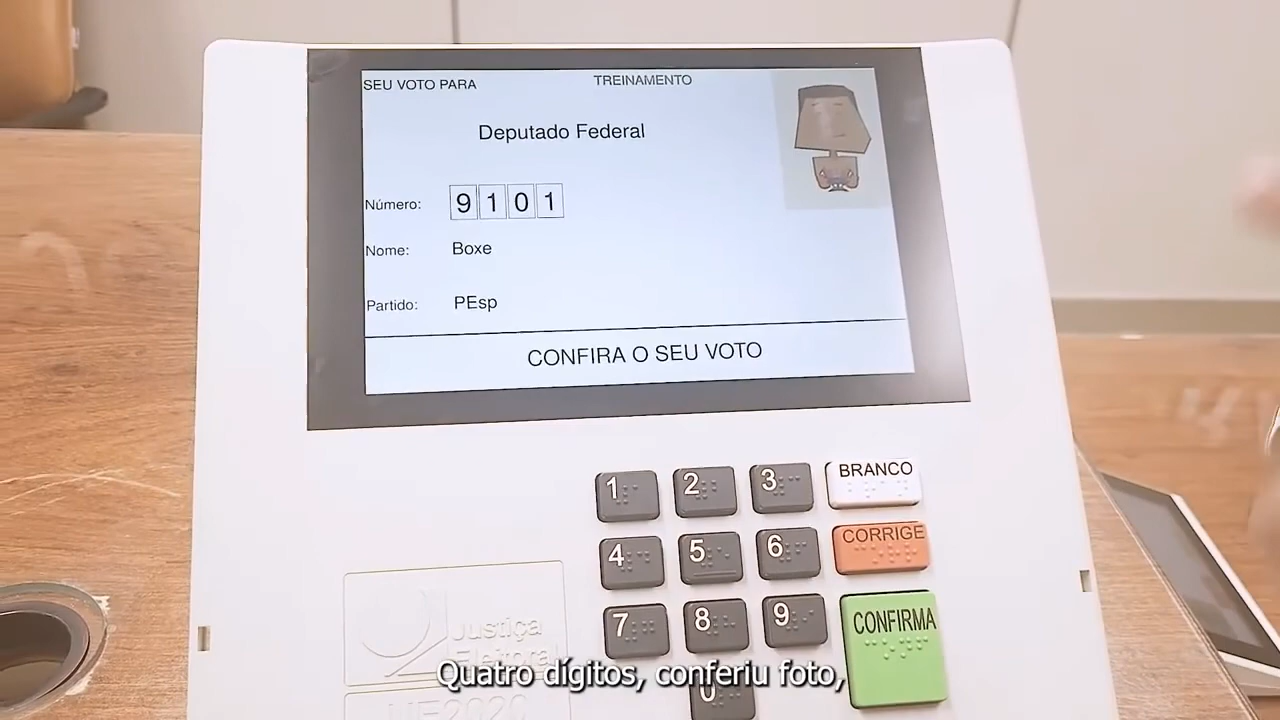 SEU VOTO PARA
TREINAMENTO
Deputado Federal
Número: 9101
Nome: Boxe
Partido: PEsp
CONFIRA O SEU VOTO
1 2 3 BRANCO
4 5 6 CORRIGE
7 8 9 CONFIRMA
Justiça
Eleitoral
Quatro dígitos, conferiu foto,
0
UE2020